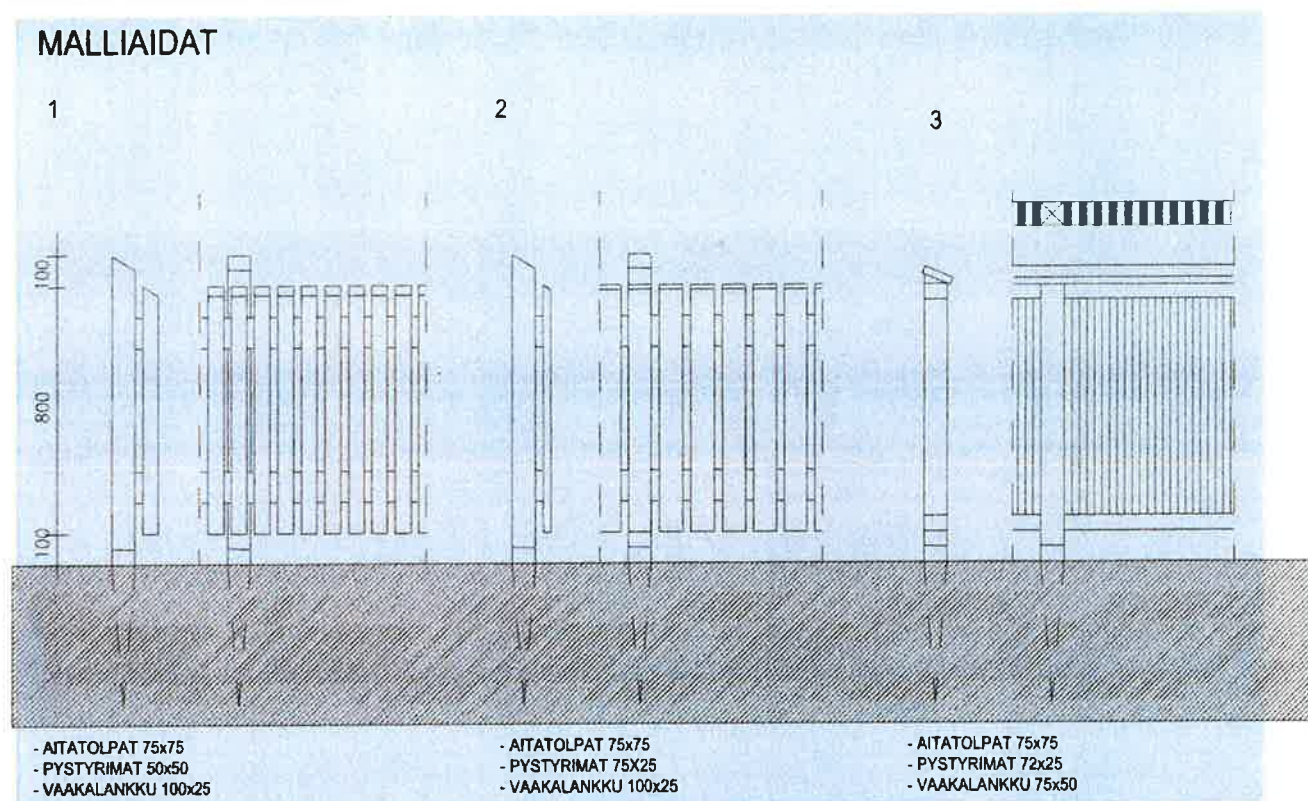 MALLIAIDAT
1
2
3
100
800
100
- AITATOLPAT 75x75
- PYSTYRIMAT 50x50
- VAAKALANKKU 100x25
- AITATOLPAT 75x75
- PYSTYRIMAT 75X25
- VAAKALANKKU 100x25
- AITATOLPAT 75x75
- PYSTYRIMAT 72x25
- VAAKALANKKU 75x50